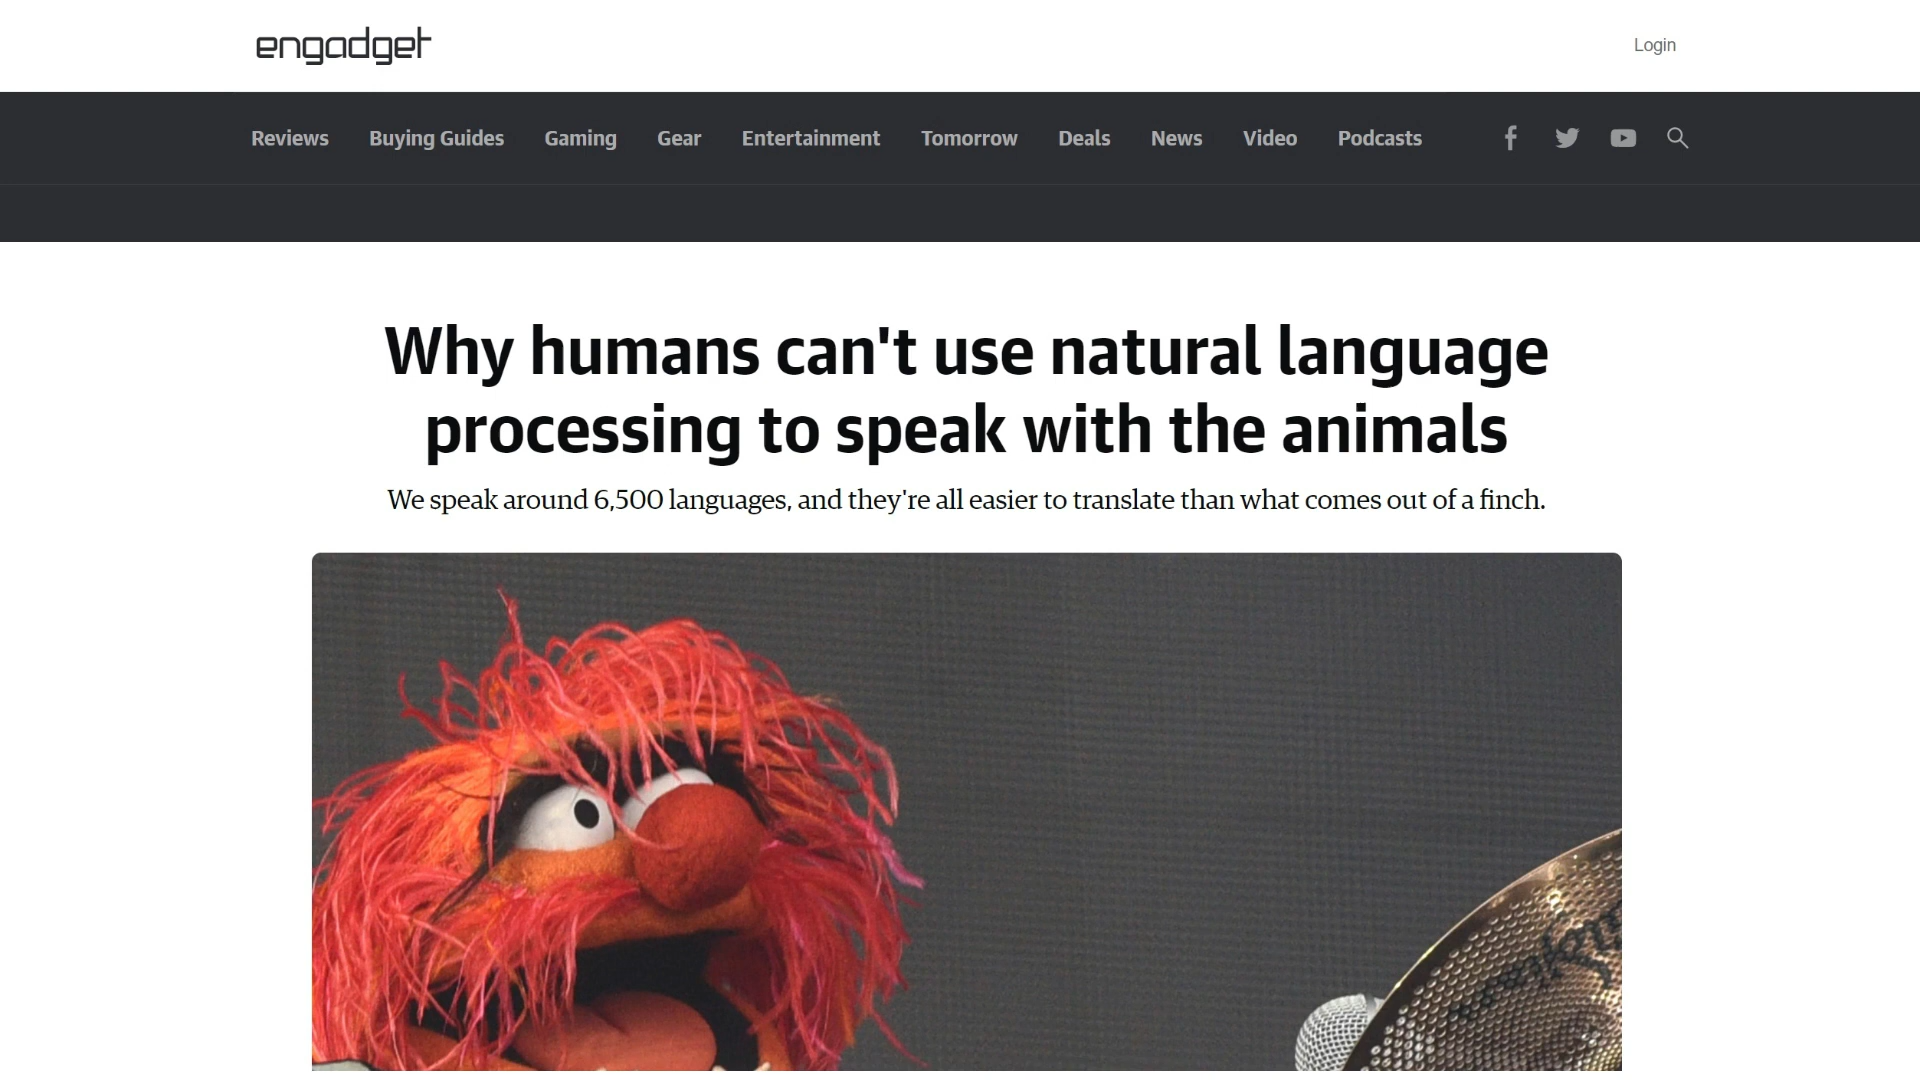 engadget
Login
Reviews Buying Guides Gaming Gear Entertainment Tomorrow Deals News Video Podcasts
Why humans can't use natural language
processing to speak with the animals
We speak around 6,500 languages, and they're all easier to translate than what comes out of a finch.